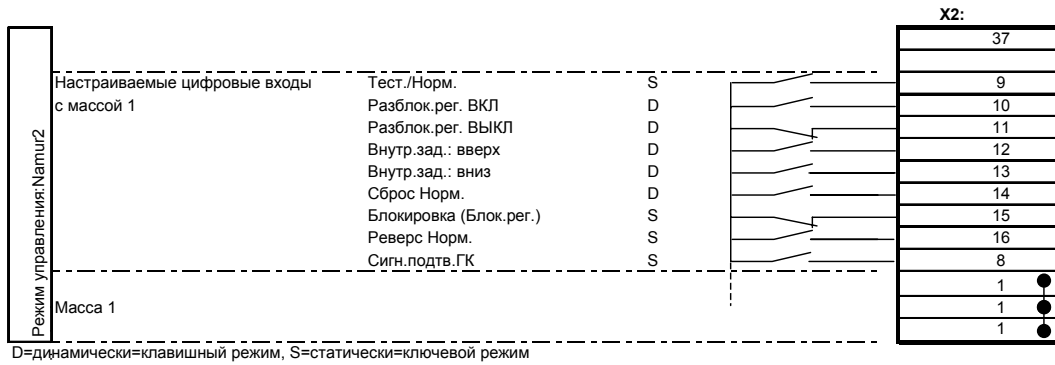 X2:
37
Настраиваемые цифровые входы Тест./Норм. S 9
с массой 1 Разблок.рег. ВКЛ D 10
Разблок.рег. ВЫКЛ D 11
Внутр.зад.: вверх D 12
Внутр.зад.: вниз D 13
Сброс Норм. D 14
Блокировка (Блок.рег.) S 15
Реверс Норм. S 16
Сигн.подтв.ГК S 8
1
Масса 1 1
1
Режим управления:Namur2
D=динамически=клавишный режим, S=статически=ключевой режим